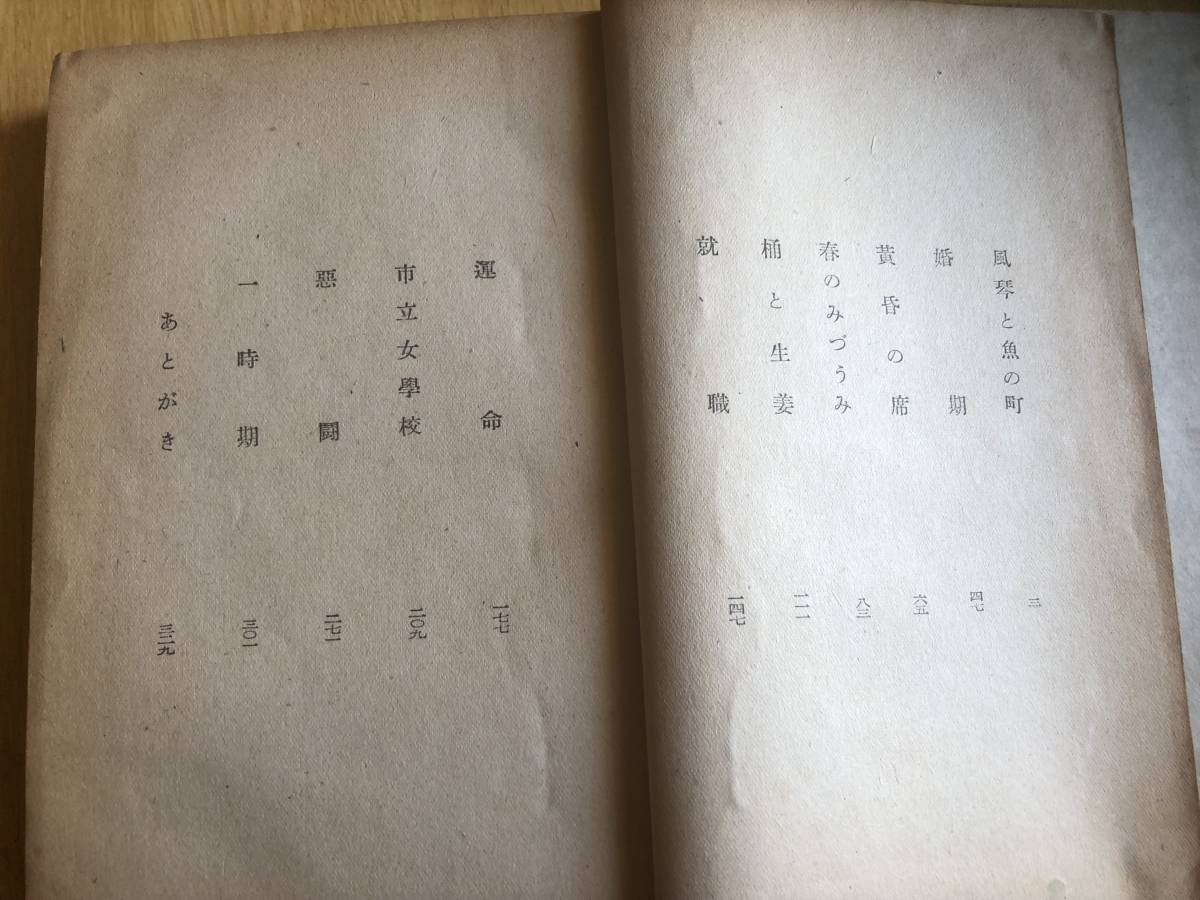 風琴と魚の町 三
婚期 四七
黄昏の席 六五
春のみづうみ 八三
桶と生姜 一一一
就職 一四七
運命 一七七
市立女學校 二〇九
惡闘 二七一
一時期 三〇一
あとがき 三二九